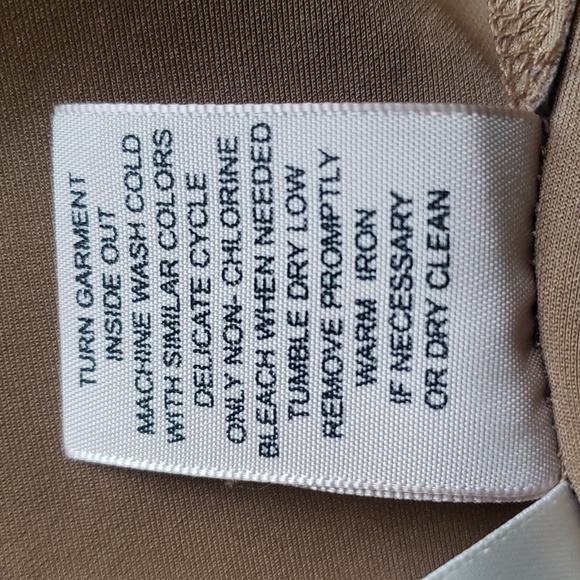 TURN GARMENT
INSIDE OUT
MACHINE WASH COLD
WITH SIMILAR COLORS
DELICATE CYCLE
ONLY NON- CHLORINE
BLEACH WHEN NEEDED
TUMBLE DRY LOW
REMOVE PROMPTLY
WARM IRON
IF NECESSARY
OR DRY CLEAN